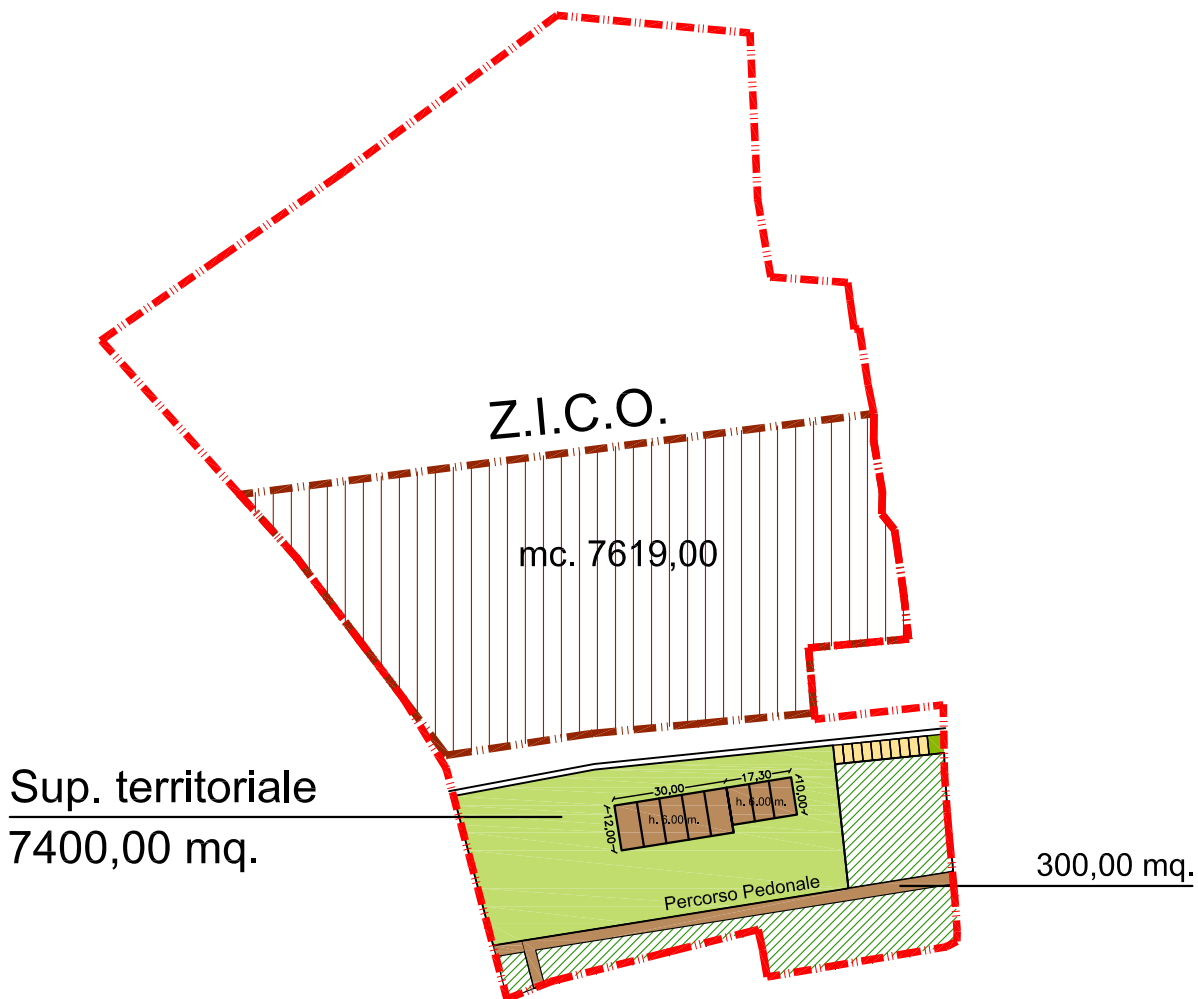 Z.I.C.O.
mc. 7619,00
Sup. territoriale
7400,00 mq.
30,00
17,30
10,00
12,00
h. 6.00 m.
h. 6.00 m.
Percorso Pedonale
300,00 mq.